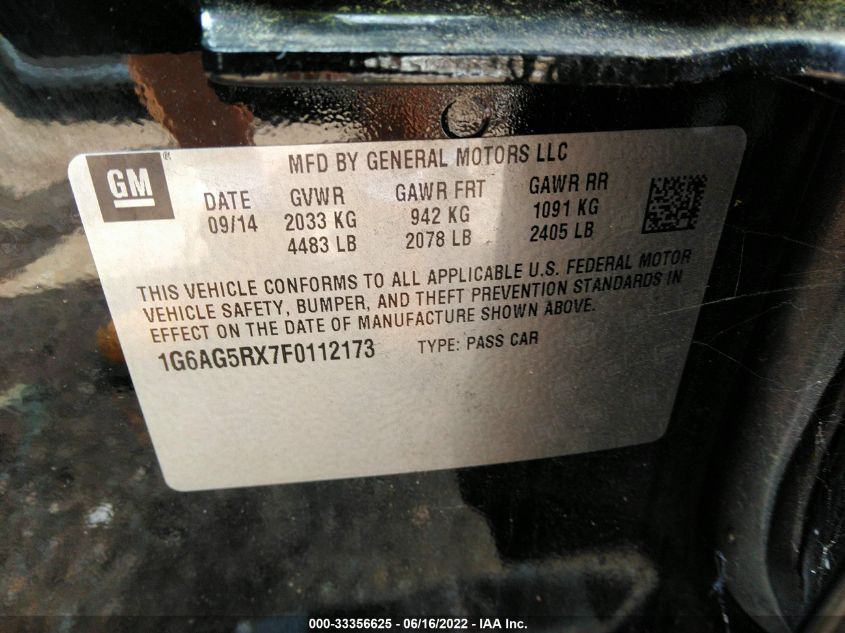 GM ®
MFD BY GENERAL MOTORS LLC
DATE GVWR GAWR FRT GAWR RR
09/14 2033 KG 942 KG 1091 KG
4483 LB 2078 LB 2405 LB
THIS VEHICLE CONFORMS TO ALL APPLICABLE U.S. FEDERAL MOTOR
VEHICLE SAFETY, BUMPER, AND THEFT PREVENTION STANDARDS IN
EFFECT ON THE DATE OF MANUFACTURE SHOWN ABOVE.
1G6AG5RX7F0112173 TYPE: PASS CAR
000-33356625 - 06/16/2022 - IAA Inc.